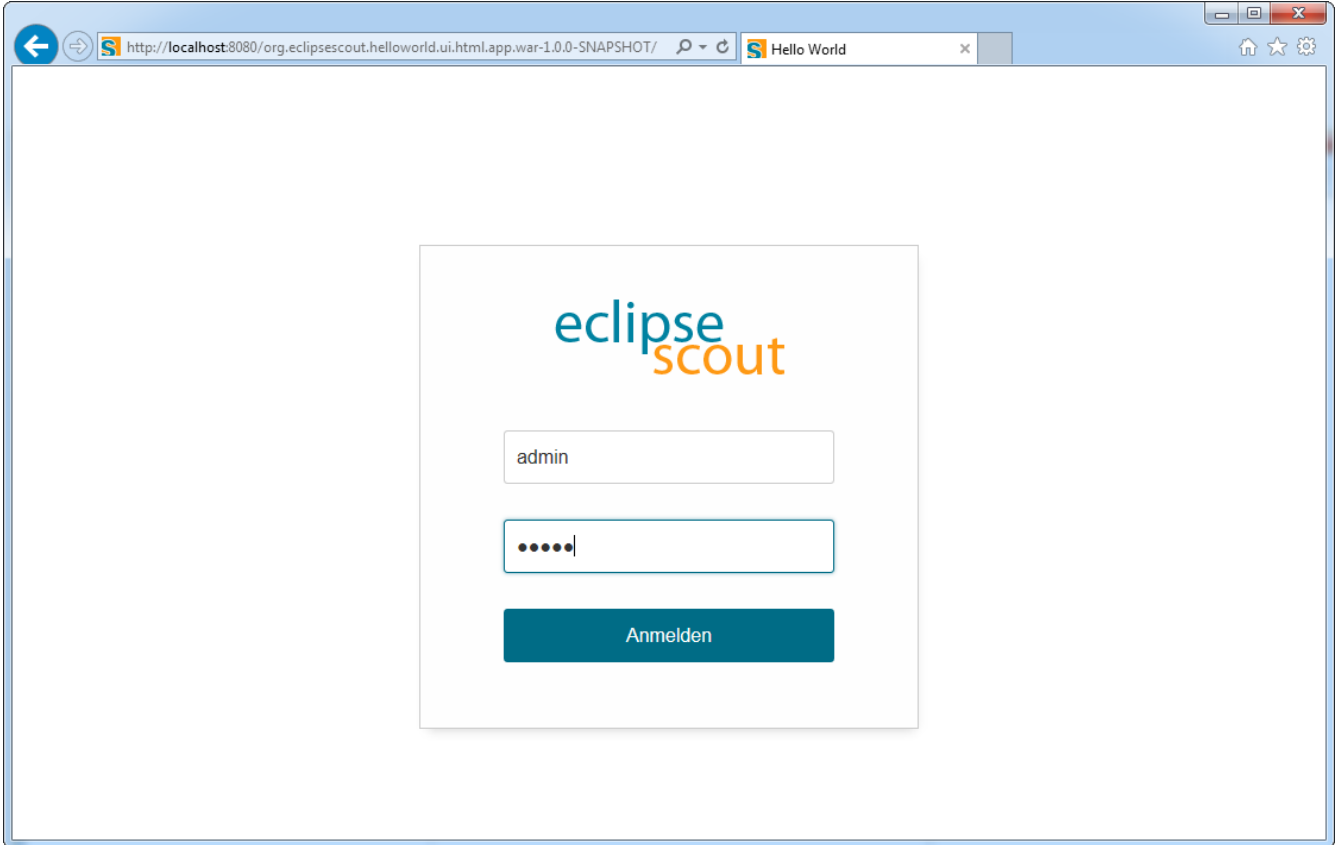 http://localhost:8080/org.eclipsescout.helloworld.ui.html.app.war-1.0.0-SNAPSHOT/
Hello World
eclipse
scout
admin
•••••
Anmelden